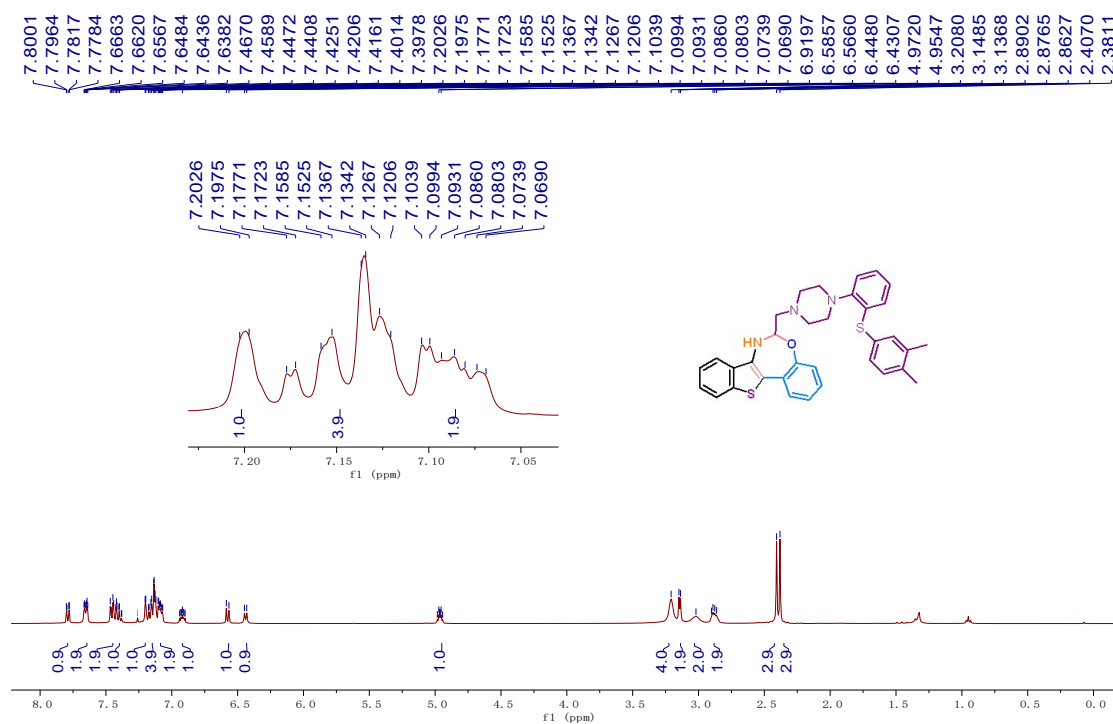 7.8001 7.7964 7.7817 7.7784 7.6663 7.6620 7.6567 7.6484 7.6436 7.6382 7.4670 7.4589 7.4472 7.4408 7.4251 7.4206 7.4161 7.4014 7.3978 7.2026 7.1975 7.1771 7.1723 7.1585 7.1525 7.1367 7.1342 7.1267 7.1206 7.1039 7.0994 7.0931 7.0860 7.0803 7.0739 7.0690 6.9197 6.5857 6.5660 6.4480 6.4307 4.9720 4.9547 3.2080 3.1485 3.1368 2.8902 2.8765 2.8627 2.4070 2.3811
7.2026 7.1975 7.1771 7.1723 7.1585 7.1525 7.1367 7.1342 7.1267 7.1206 7.1039 7.0994 7.0931 7.0860 7.0803 7.0739 7.0690
1.0 3.9 1.9
7.20 7.15 7.10 7.05
f1 (ppm)
N
N
S
HN
O
S
0.9 1.9 1.9 1.0 1.0 3.9 1.9 1.0 1.0 0.9 1.0 4.0 1.9 2.0 1.9 2.9 2.9
8.0 7.5 7.0 6.5 6.0 5.5 5.0 4.5 4.0 3.5 3.0 2.5 2.0 1.5 1.0 0.5 0.0
f1 (ppm)